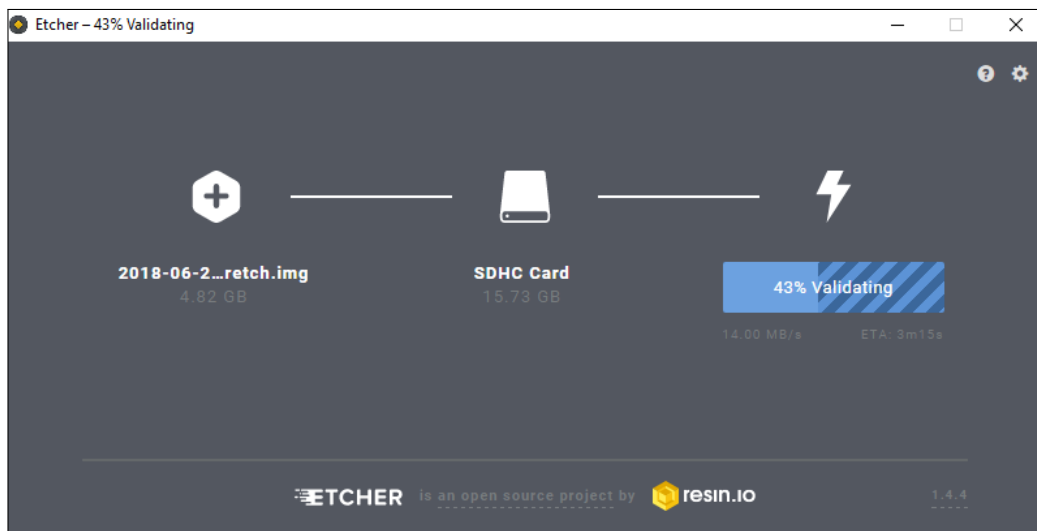 Etcher – 43% Validating
2018-06-2...retch.img
4.82 GB
SDHC Card
15.73 GB
43% Validating
14.00 MB/s
ETA: 3m15s
ETCHER is an open source project by resin.io
1.4.4